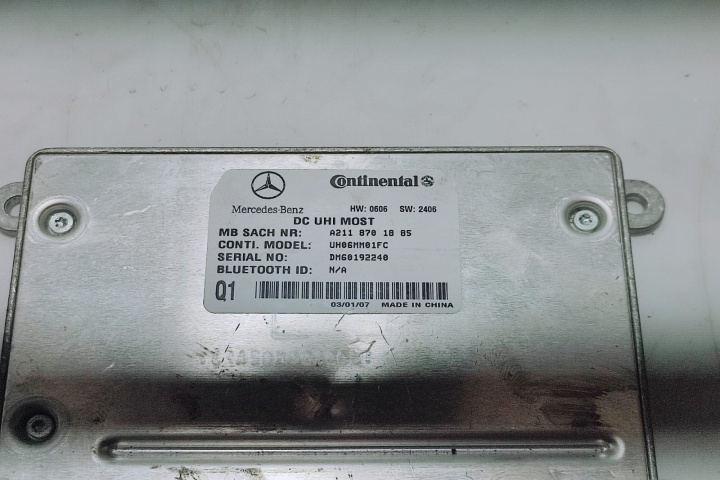 Continental
Mercedes-Benz
HW: 0606 SW: 2406
DC UHI MOST
MB SACH NR: A211 870 18 85
CONTI. MODEL: UH06MM01FC
SERIAL NO: DM60192240
BLUETOOTH ID: N/A
Q1
03/01/07 MADE IN CHINA